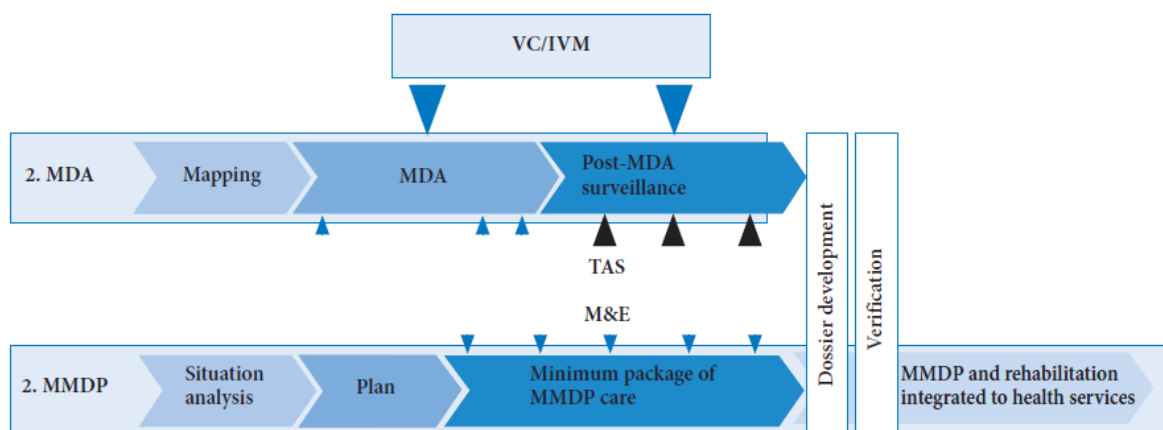 VC/IVM
2. MDA
Mapping
MDA
Post-MDA
surveillance
TAS
M&E
2. MMDP
Situation
analysis
Plan
Minimum package of
MMDP care
Dossier development
Verification
MMDP and rehabilitation
integrated to health services